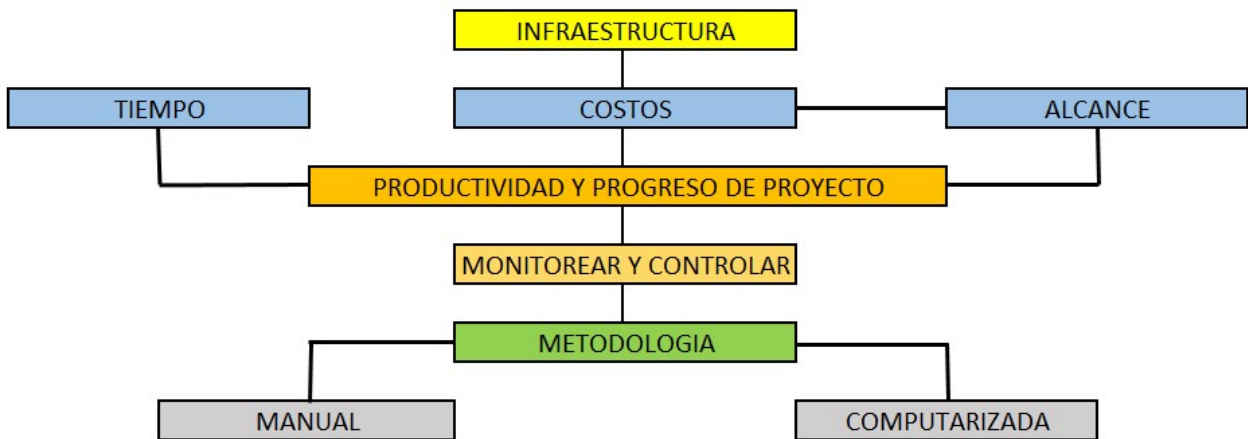 INFRAESTRUCTURA
TIEMPO
COSTOS
ALCANCE
PRODUCTIVIDAD Y PROGRESO DE PROYECTO
MONITOREAR Y CONTROLAR
METODOLOGIA
MANUAL
COMPUTARIZADA